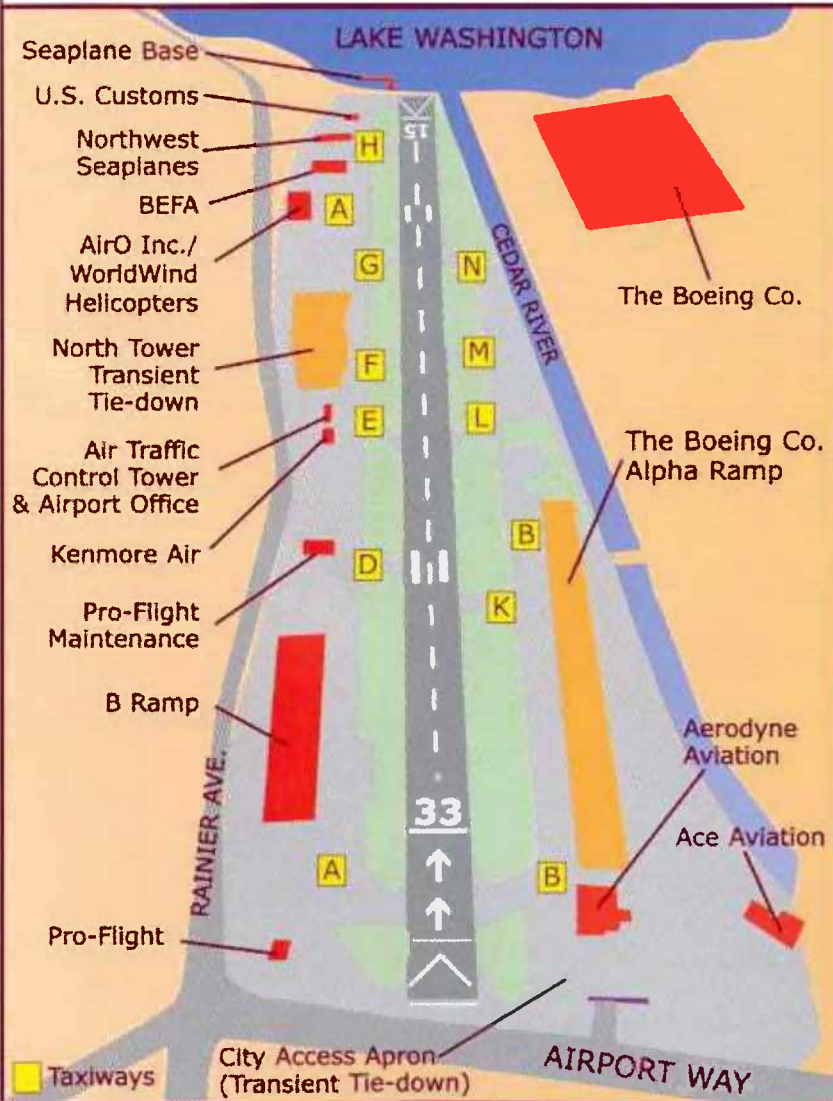 LAKE WASHINGTON
Seaplane Base
U.S. Customs
Northwest
Seaplanes
BEFA
AirO Inc./
WorldWind
Helicopters
North Tower
Transient
Tie-down
Air Traffic
Control Tower
& Airport Office
Kenmore Air
Pro-Flight
Maintenance
B Ramp
RAINIER AVE.
Pro-Flight
15
H
A
G
N
F
M
E
L
D
B
K
33
A
B
CEDAR RIVER
The Boeing Co.
The Boeing Co.
Alpha Ramp
Aerodyne
Aviation
Ace Aviation
Taxiways
City Access Apron
(Transient Tie-down)
AIRPORT WAY